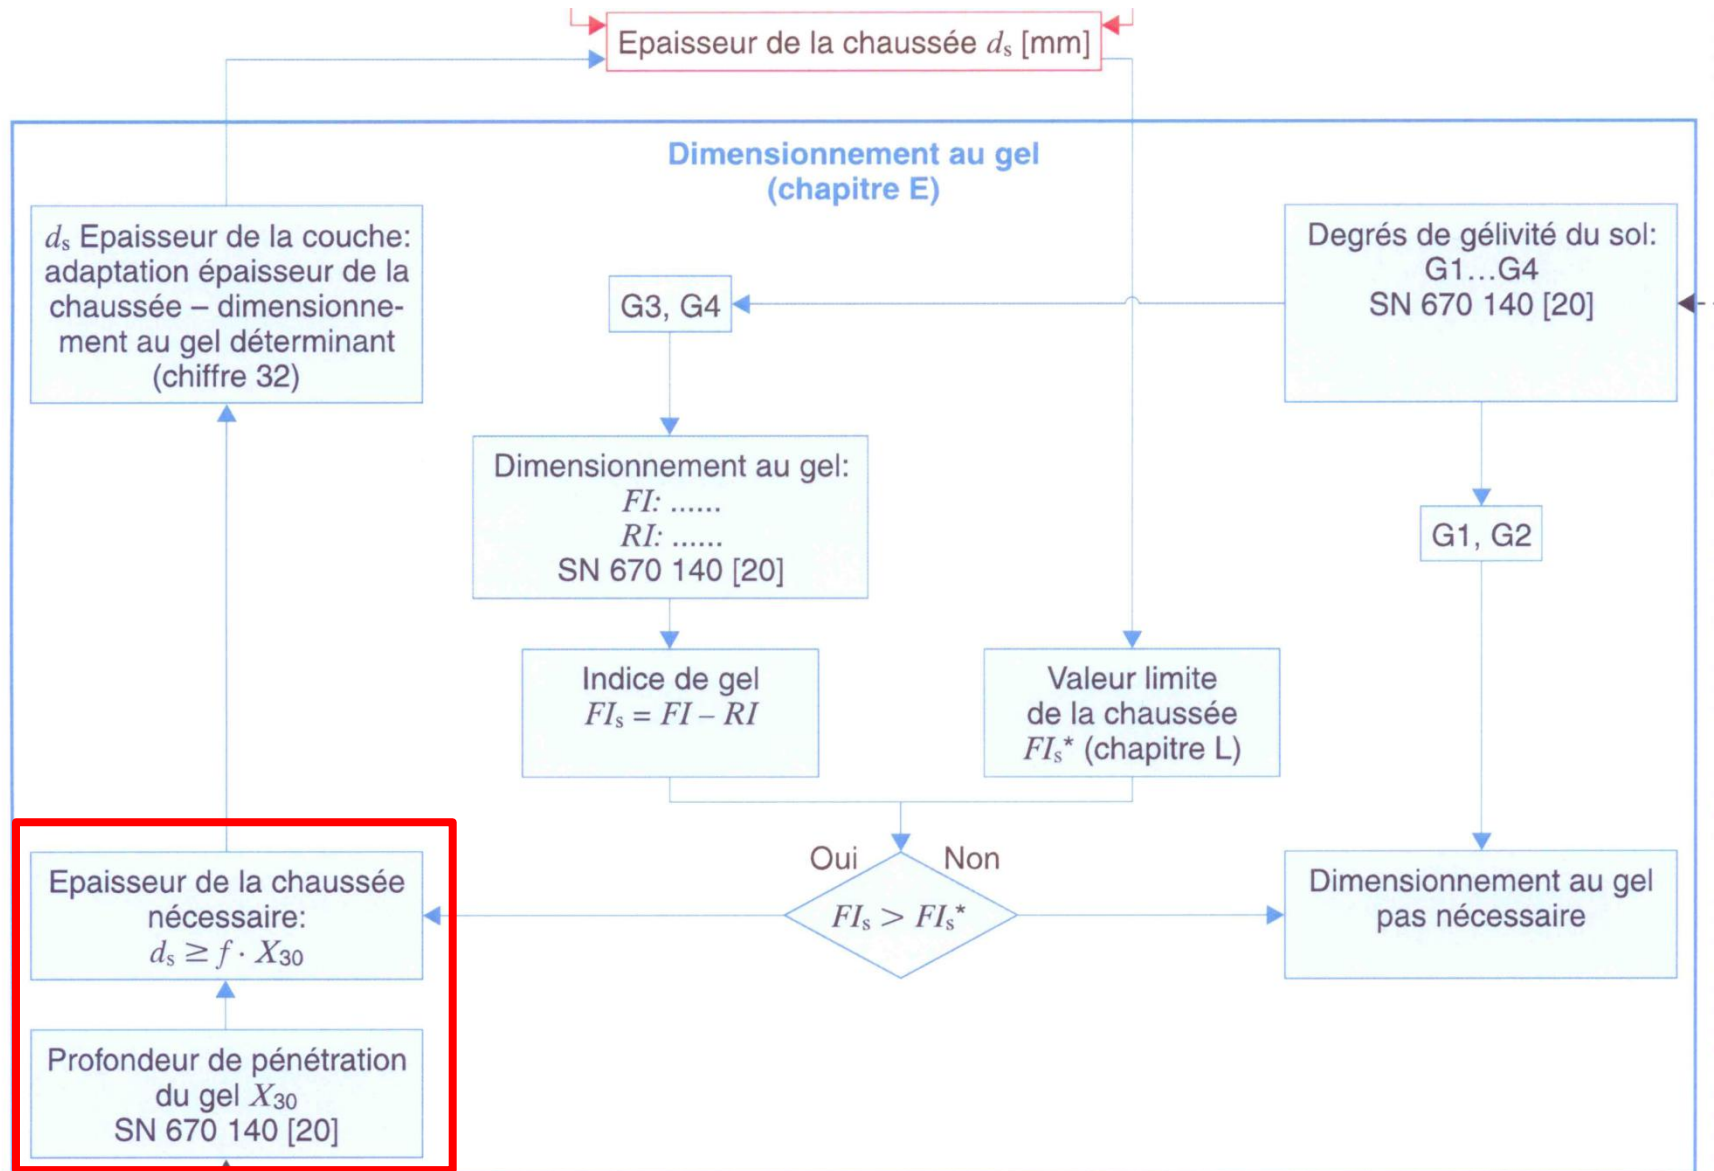 Epaisseur de la chaussée ds [mm]
Dimensionnement au gel
(chapitre E)
ds Epaisseur de la couche:
adaptation épaisseur de la
chaussée – dimensionne-
ment au gel déterminant
(chiffre 32)
G3, G4
Degrés de gélivité du sol:
G1...G4
SN 670 140 [20]
Dimensionnement au gel:
FI: ......
RI: ......
SN 670 140 [20]
G1, G2
Indice de gel
FIs = FI – RI
Valeur limite
de la chaussée
FIs* (chapitre L)
Oui
Non
FIs > FIs*
Epaisseur de la chaussée
nécessaire:
ds ≥ f · X30
Dimensionnement au gel
pas nécessaire
Profondeur de pénétration
du gel X30
SN 670 140 [20]